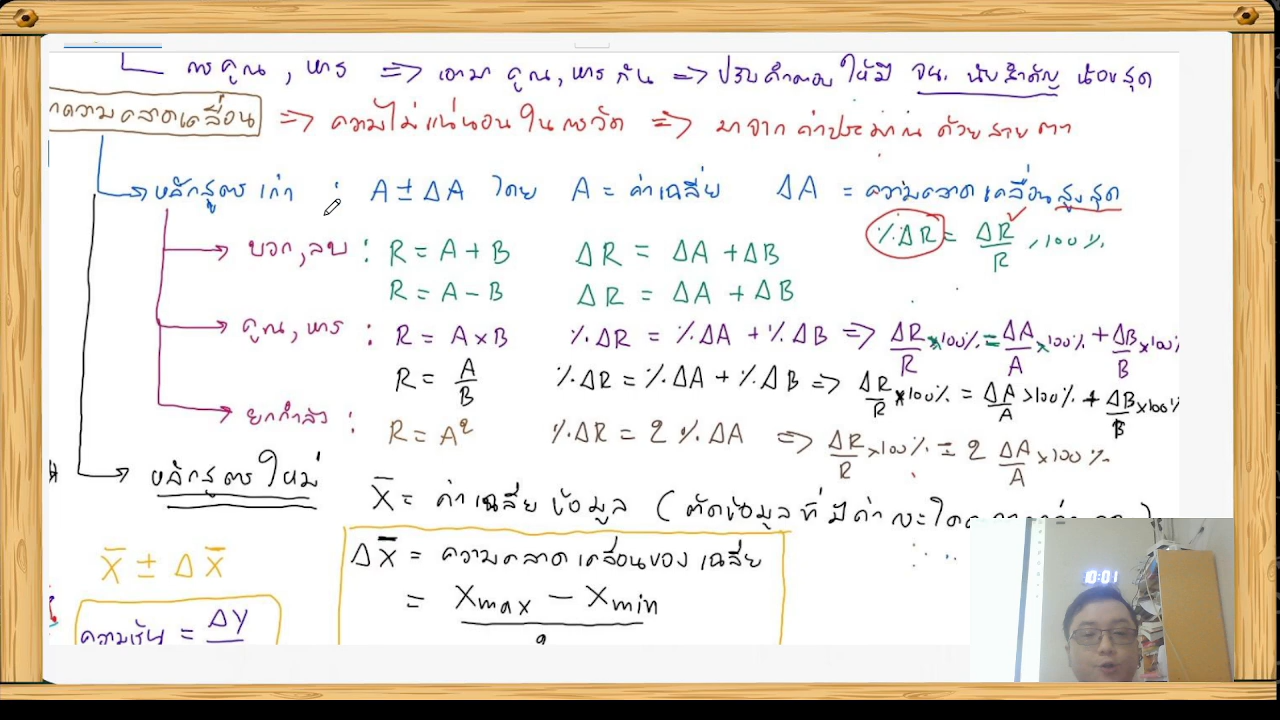 การคูณ, หาร => เอามา คูณ, หาร กัน => ปรับคำตอบ ให้มี จน. นัยสำคัญ น้อยสุด
ความคลาดเคลื่อน => ความไม่แน่นอนในการวัด => มาจาก ค่าประมาณ ด้วยสายตา
หลักสูตรเก่า : A ± ΔA โดย A = ค่าเฉลี่ย ΔA = ความคลาดเคลื่อนสูงสุด
%ΔR = ΔR/R × 100 %
บวก, ลบ : R = A + B ΔR = ΔA + ΔB
R = A - B ΔR = ΔA + ΔB
คูณ, หาร : R = A × B %ΔR = %ΔA + %ΔB => ΔR/R × 100% = ΔA/A × 100% + ΔB/B × 100%
R = A/B %ΔR = %ΔA + %ΔB => ΔR/R × 100% = ΔA/A × 100% + ΔB/B × 100%
ยกกำลัง : R = A² %ΔR = 2 %ΔA => ΔR/R × 100% = 2 ΔA/A × 100%
หลักสูตรใหม่
X̄ = ค่าเฉลี่ย ข้อมูล (ตัดข้อมูลที่มีค่า
X̄ ± ΔX̄
ΔX̄ = ความคลาดเคลื่อนของเฉลี่ย
= Xmax - Xmin
ความชัน = ΔY
10:01